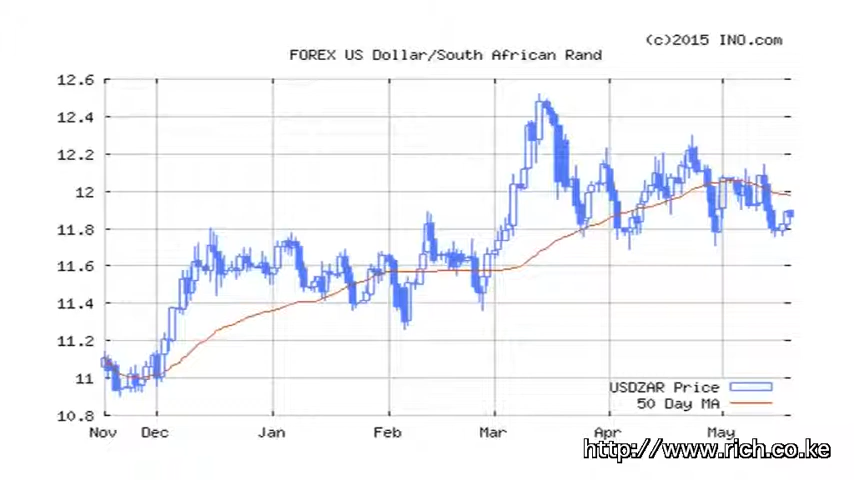 (c)2015 INO.com
FOREX US Dollar/South African Rand
12.6
12.4
12.2
12
11.8
11.6
11.4
11.2
11
10.8
USDZAR Price
50 Day MA
Nov Dec Jan Feb Mar Apr May
http://www.rich.co.ke